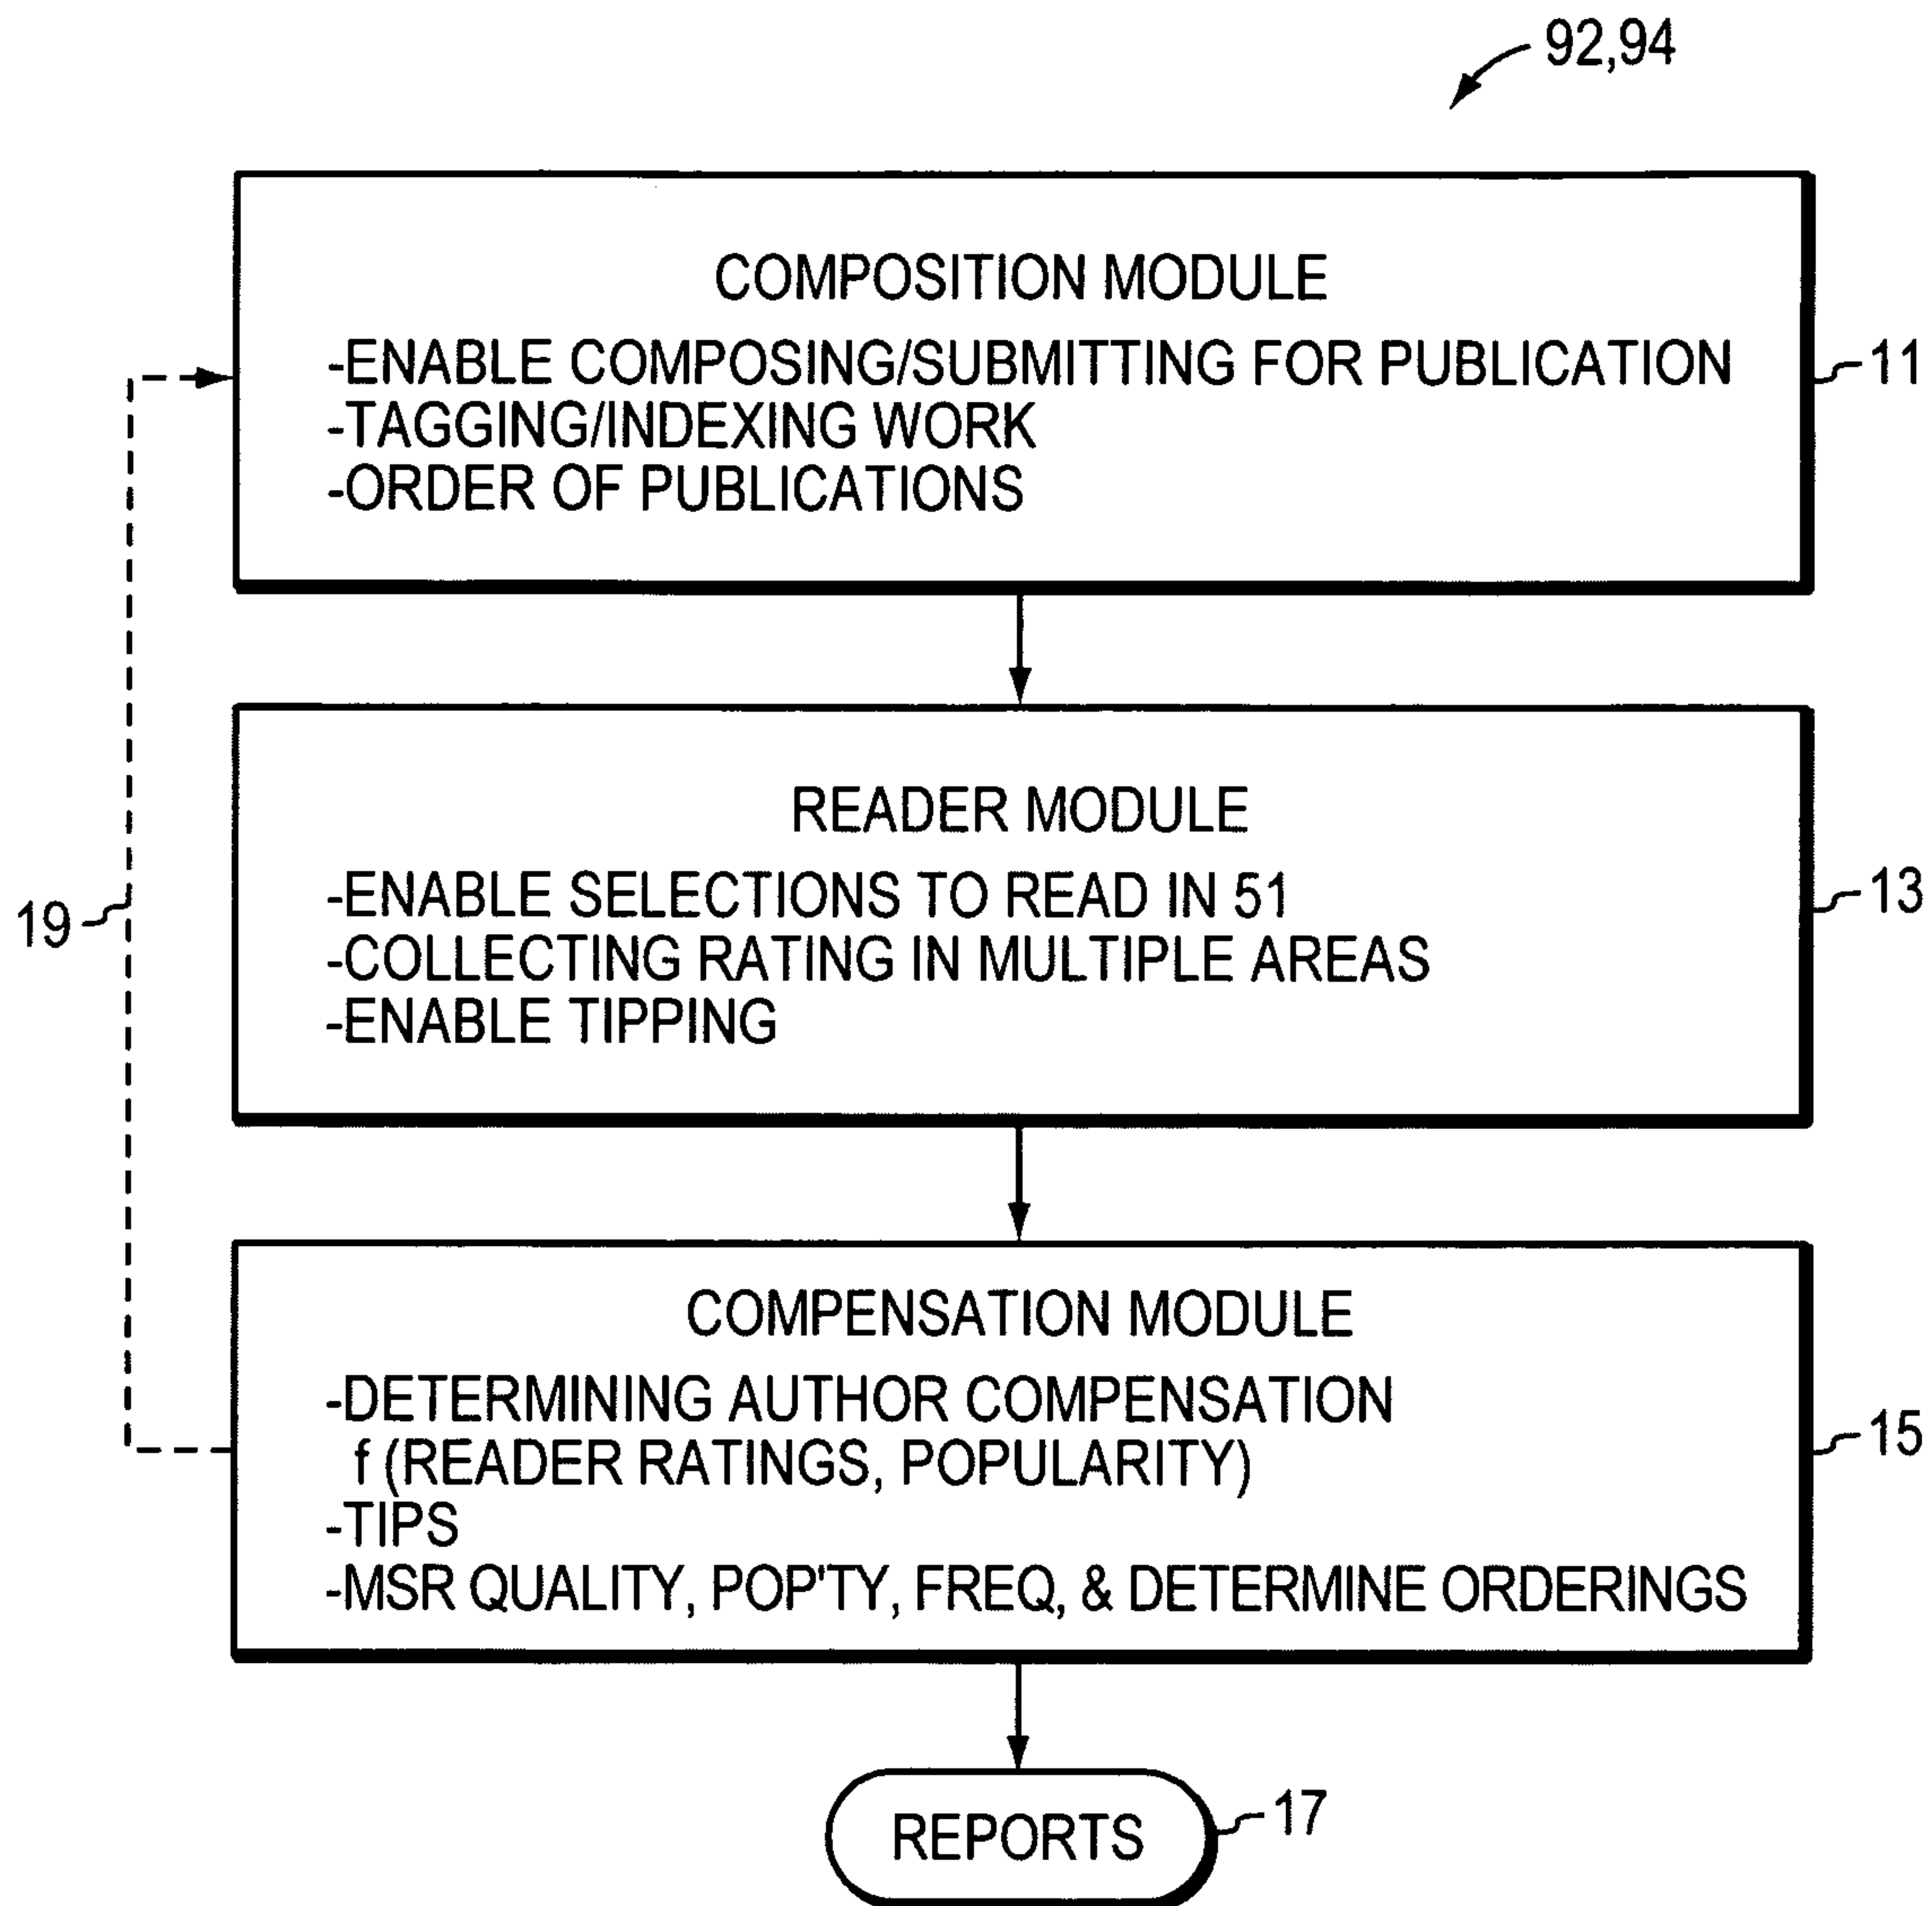 92,94
COMPOSITION MODULE
-ENABLE COMPOSING/SUBMITTING FOR PUBLICATION
-TAGGING/INDEXING WORK
-ORDER OF PUBLICATIONS
11
READER MODULE
-ENABLE SELECTIONS TO READ IN 51
-COLLECTING RATING IN MULTIPLE AREAS
-ENABLE TIPPING
13
19
COMPENSATION MODULE
-DETERMINING AUTHOR COMPENSATION
f (READER RATINGS, POPULARITY)
-TIPS
-MSR QUALITY, POP'TY, FREQ, & DETERMINE ORDERINGS
15
REPORTS
17